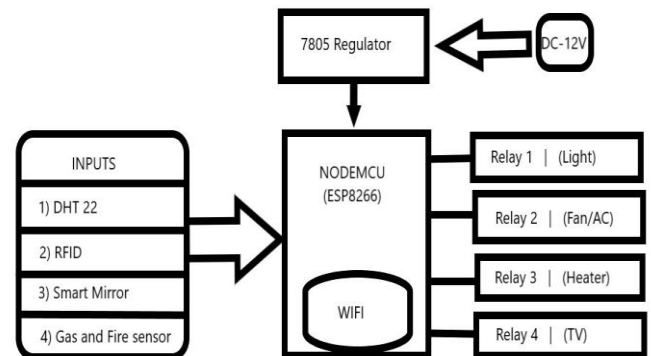 7805 Regulator
DC-12V
INPUTS
1) DHT 22
2) RFID
3) Smart Mirror
4) Gas and Fire sensor
NODEMCU
(ESP8266)
WIFI
Relay 1 | (Light)
Relay 2 | (Fan/AC)
Relay 3 | (Heater)
Relay 4 | (TV)